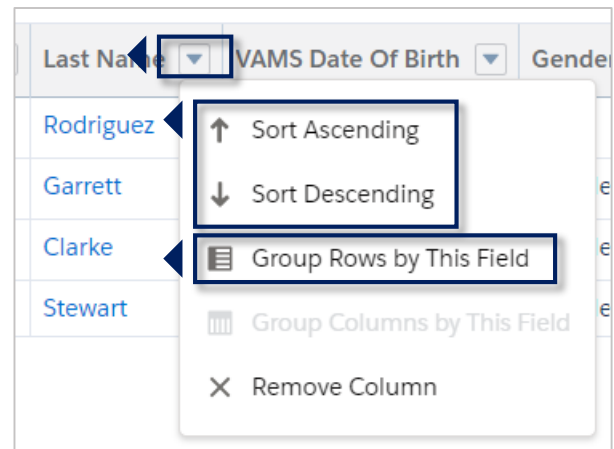 Last Name VAMS Date Of Birth Gende
Rodriguez
Sort Ascending
Garrett
Sort Descending
Clarke
Group Rows by This Field
Stewart
Group Columns by This Field
Remove Column